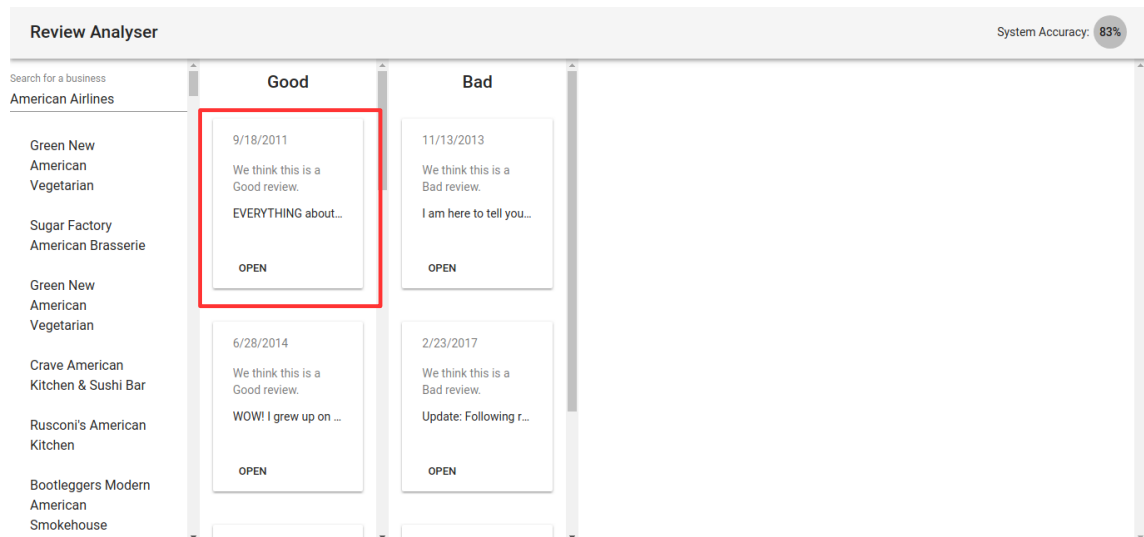 Review Analyser
System Accuracy: 83%
Search for a business
American Airlines
Green New
American
Vegetarian
Sugar Factory
American Brasserie
Green New
American
Vegetarian
Crave American
Kitchen & Sushi Bar
Rusconi's American
Kitchen
Bootleggers Modern
American
Smokehouse
Good
9/18/2011
We think this is a
Good review.
EVERYTHING about...
OPEN
6/28/2014
We think this is a
Good review.
WOW! I grew up on ...
OPEN
Bad
11/13/2013
We think this is a
Bad review.
I am here to tell you...
OPEN
2/23/2017
We think this is a
Bad review.
Update: Following r...
OPEN